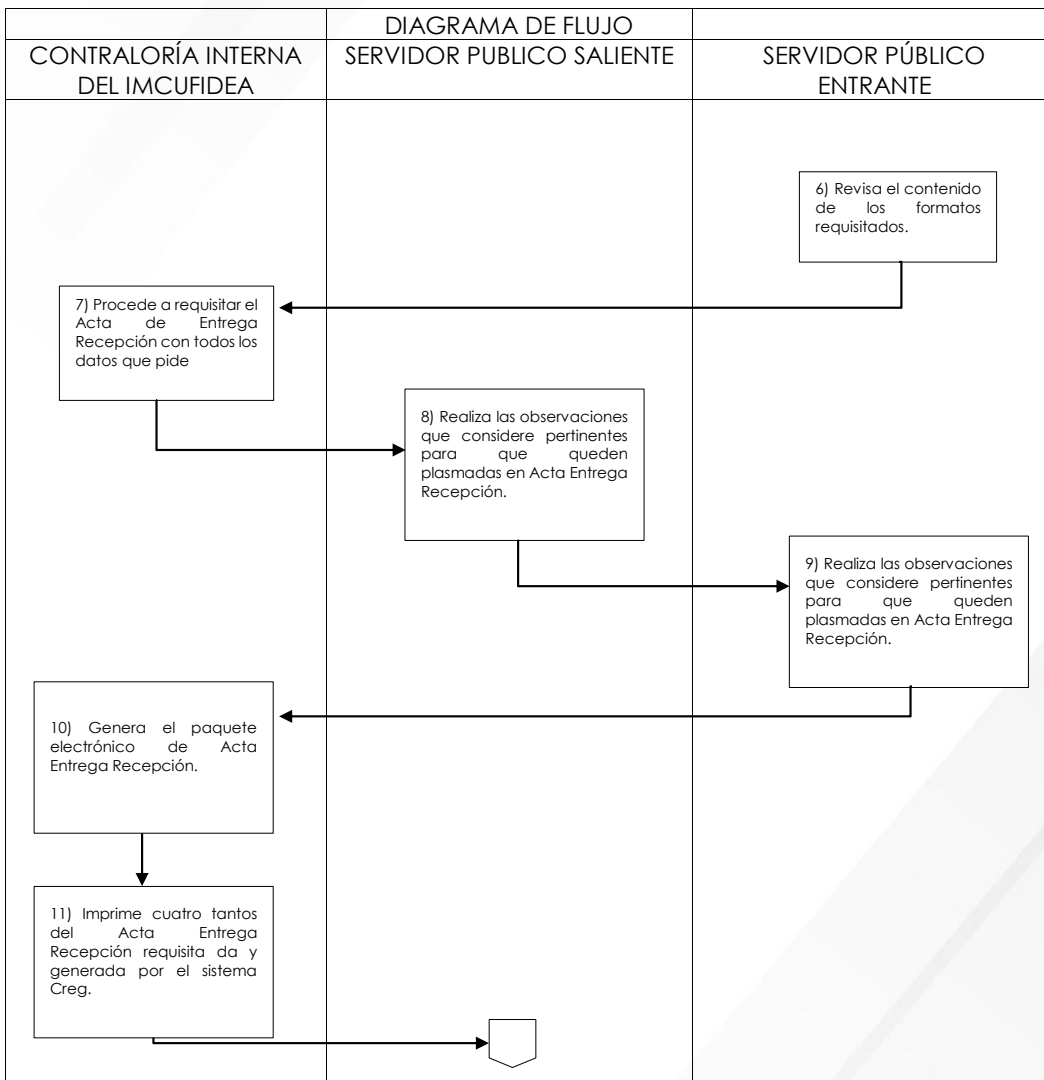 DIAGRAMA DE FLUJO
CONTRALORÍA INTERNA
DEL IMCUFIDEA
SERVIDOR PUBLICO SALIENTE
SERVIDOR PÚBLICO
ENTRANTE
6) Revisa el contenido
de los formatos
requisitados.
7) Procede a requisitar el
Acta de Entrega
Recepción con todos los
datos que pide
8) Realiza las observaciones
que considere pertinentes
para que queden
plasmadas en Acta Entrega
Recepción.
9) Realiza las observaciones
que considere pertinentes
para que queden
plasmadas en Acta Entrega
Recepción.
10) Genera el paquete
electrónico de Acta
Entrega Recepción.
11) Imprime cuatro tantos
del Acta Entrega
Recepción requisita da y
generada por el sistema
Creg.